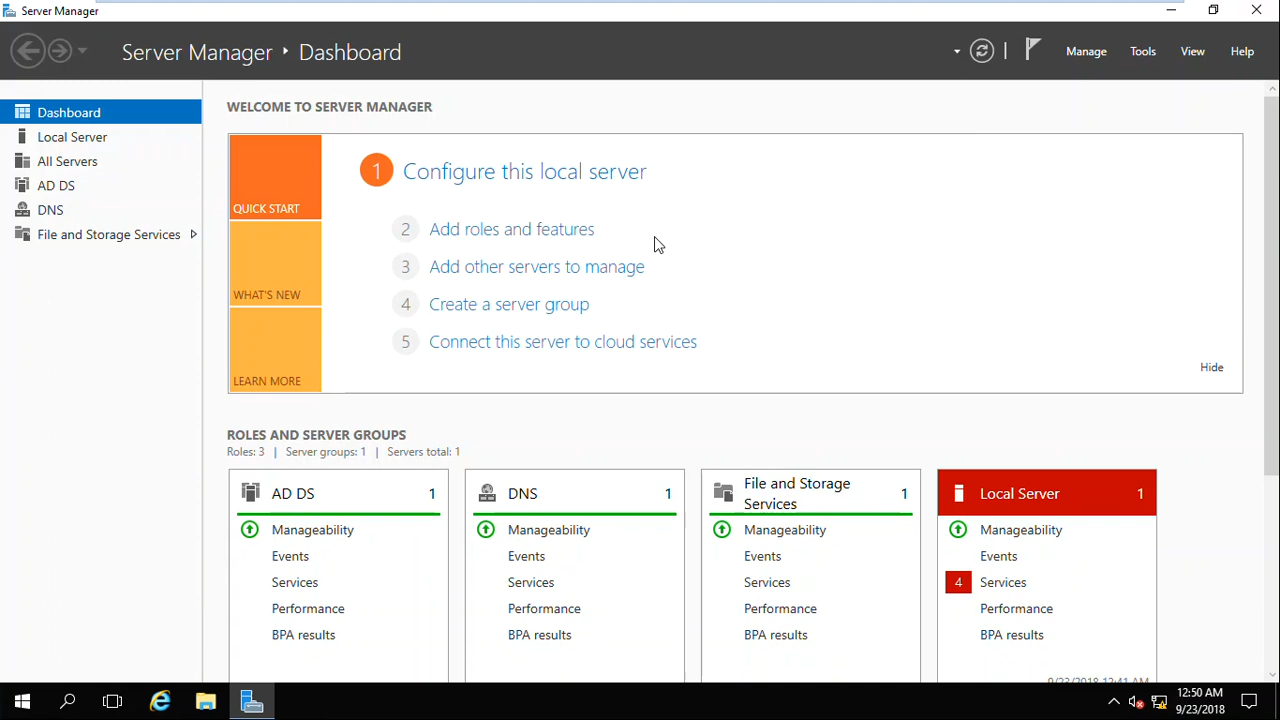 Server Manager
Server Manager ‣ Dashboard
Manage Tools View Help
Dashboard
Local Server
All Servers
AD DS
DNS
File and Storage Services
WELCOME TO SERVER MANAGER
QUICK START
WHAT'S NEW
LEARN MORE
1 Configure this local server
2 Add roles and features
3 Add other servers to manage
4 Create a server group
5 Connect this server to cloud services
Hide
ROLES AND SERVER GROUPS
Roles: 3 | Server groups: 1 | Servers total: 1
AD DS 1
Manageability
Events
Services
Performance
BPA results
DNS 1
Manageability
Events
Services
Performance
BPA results
File and Storage
Services 1
Manageability
Events
Services
Performance
BPA results
Local Server 1
Manageability
Events
4 Services
Performance
BPA results
9/23/2018 12:41 AM
12:50 AM
9/23/2018